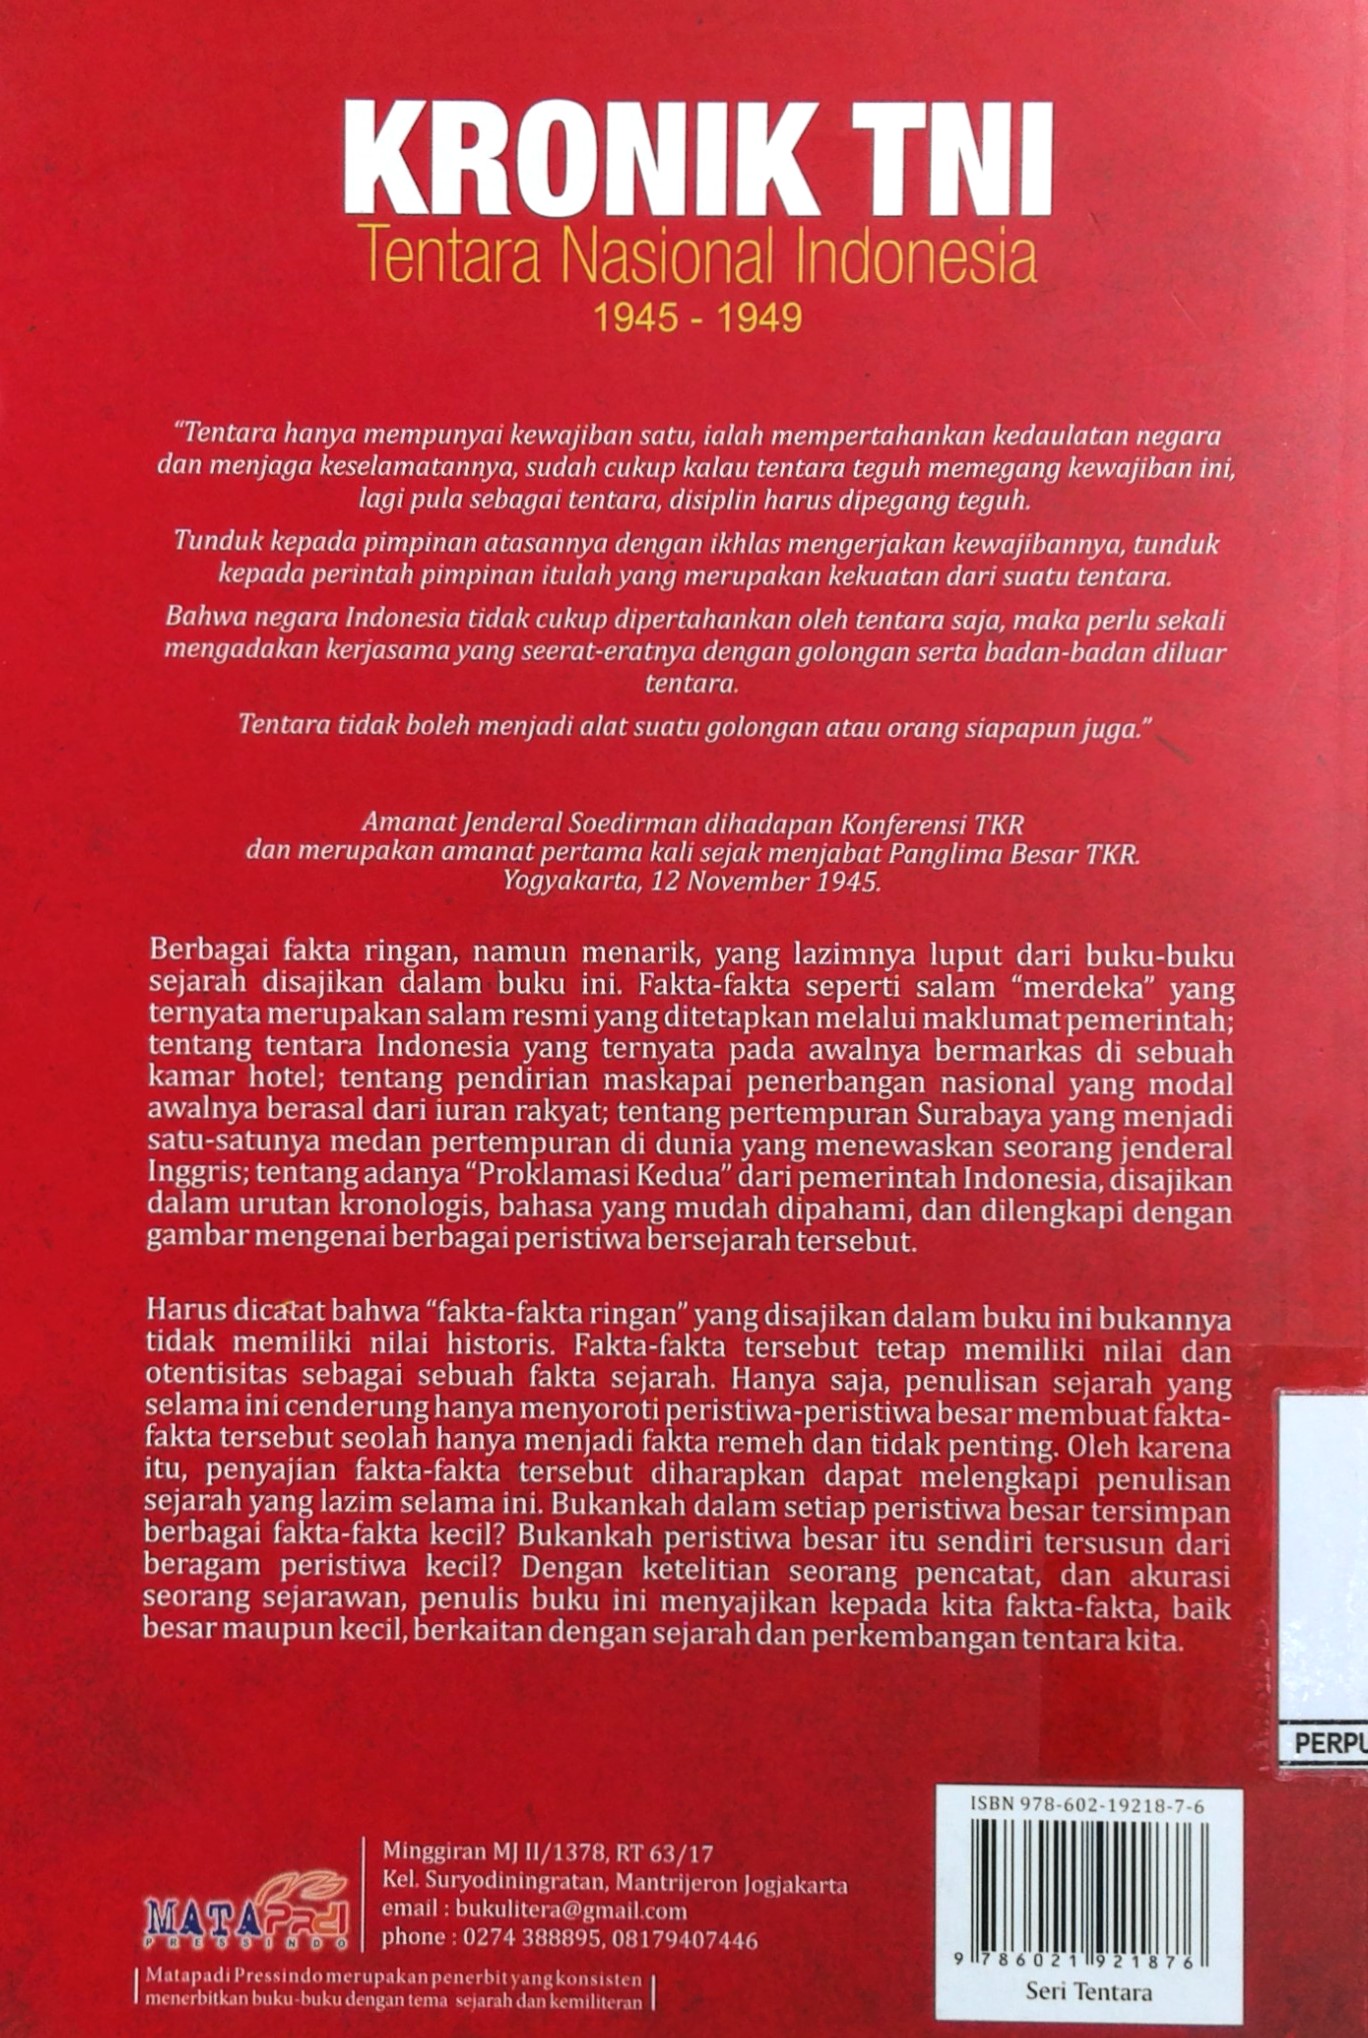 KRONIK TNI
Tentara Nasional Indonesia
1945 - 1949
“Tentara hanya mempunyai kewajiban satu, ialah mempertahankan kedaulatan negara
dan menjaga keselamatannya, sudah cukup kalau tentara teguh memegang kewajiban ini,
lagi pula sebagai tentara, disiplin harus dipegang teguh.
Tunduk kepada pimpinan atasannya dengan ikhlas mengerjakan kewajibannya, tunduk
kepada perintah pimpinan itulah yang merupakan kekuatan dari suatu tentara.
Bahwa negara Indonesia tidak cukup dipertahankan oleh tentara saja, maka perlu sekali
mengadakan kerjasama yang seerat-eratnya dengan golongan serta badan-badan diluar
tentara.
Tentara tidak boleh menjadi alat suatu golongan atau orang siapapun juga.”
Amanat Jenderal Soedirman dihadapan Konferensi TKR
dan merupakan amanat pertama kali sejak menjabat Panglima Besar TKR.
Yogyakarta, 12 November 1945.
Berbagai fakta ringan, namun menarik, yang lazimnya luput dari buku-buku
sejarah disajikan dalam buku ini. Fakta-fakta seperti salam “merdeka” yang
ternyata merupakan salam resmi yang ditetapkan melalui maklumat pemerintah;
tentang tentara Indonesia yang ternyata pada awalnya bermarkas di sebuah
kamar hotel; tentang pendirian maskapai penerbangan nasional yang modal
awalnya berasal dari iuran rakyat; tentang pertempuran Surabaya yang menjadi
satu-satunya medan pertempuran di dunia yang menewaskan seorang jenderal
Inggris; tentang adanya “Proklamasi Kedua” dari pemerintah Indonesia, disajikan
dalam urutan kronologis, bahasa yang mudah dipahami, dan dilengkapi dengan
gambar mengenai berbagai peristiwa bersejarah tersebut.
Harus dicatat bahwa “fakta-fakta ringan” yang disajikan dalam buku ini bukannya
tidak memiliki nilai historis. Fakta-fakta tersebut tetap memiliki nilai dan
otentisitas sebagai sebuah fakta sejarah. Hanya saja, penulisan sejarah yang
selama ini cenderung hanya menyoroti peristiwa-peristiwa besar membuat fakta-
fakta tersebut seolah hanya menjadi fakta remeh dan tidak penting. Oleh karena
itu, penyajian fakta-fakta tersebut diharapkan dapat melengkapi penulisan
sejarah yang lazim selama ini. Bukankah dalam setiap peristiwa besar tersimpan
berbagai fakta-fakta kecil? Bukankah peristiwa besar itu sendiri tersusun dari
beragam peristiwa kecil? Dengan ketelitian seorang pencatat, dan akurasi
seorang sejarawan, penulis buku ini menyajikan kepada kita fakta-fakta, baik
besar maupun kecil, berkaitan dengan sejarah dan perkembangan tentara kita.
PERPU
MATAPADI
PRESSINDO
Minggiran MJ II/1378, RT 63/17
Kel. Suryodiningratan, Mantrijeron Jogjakarta
email : bukulitera@gmail.com
phone : 0274 388895, 08179407446
Matapadi Pressindo merupakan penerbit yang konsisten
menerbitkan buku-buku dengan tema sejarah dan kemiliteran
ISBN 978-602-19218-7-6
9 786021 921876
Seri Tentara